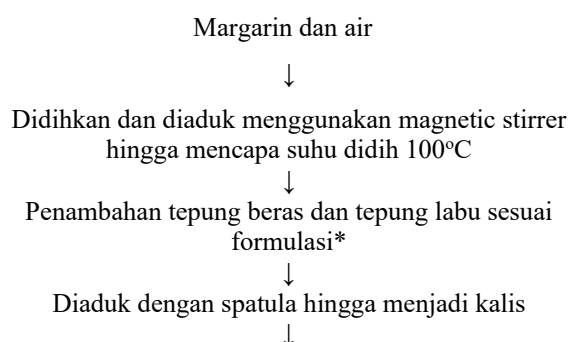 Margarin dan air
↓
Didihkan dan diaduk menggunakan magnetic stirrer
hingga mencapa suhu didih 100°C
↓
Penambahan tepung beras dan tepung labu sesuai
formulasi*
↓
Diaduk dengan spatula hingga menjadi kalis
↓